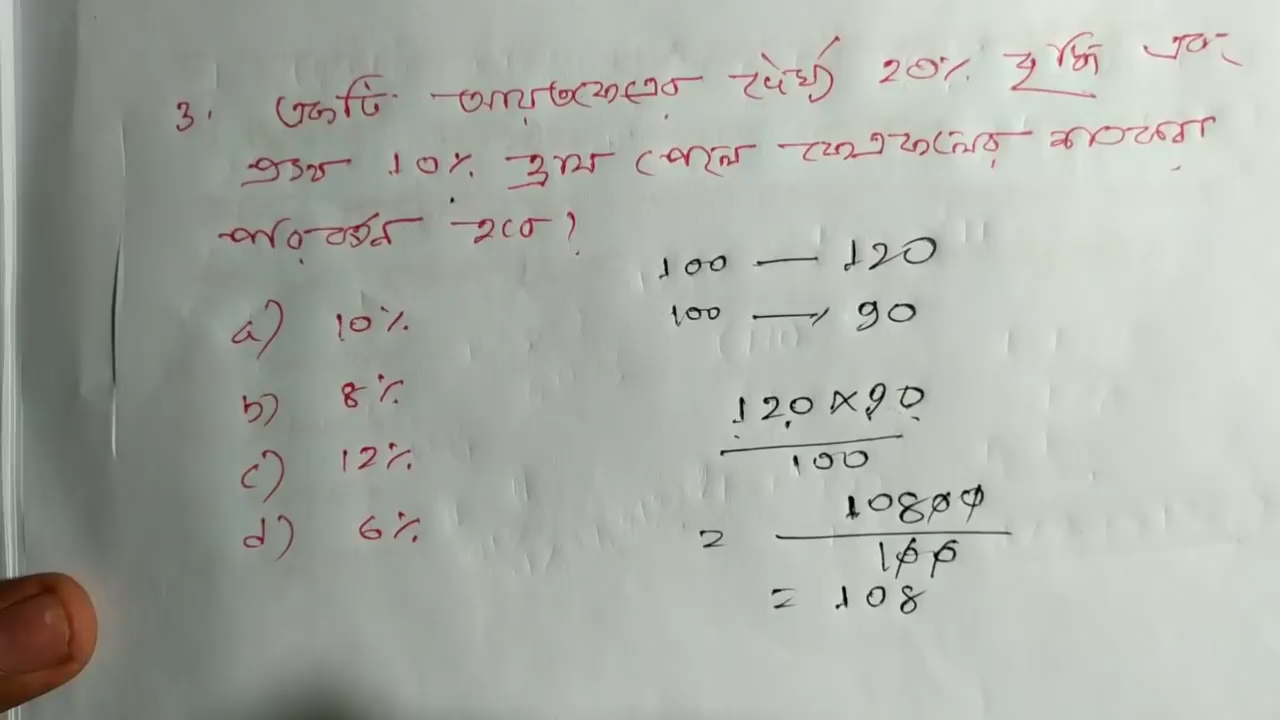 3. একটি আয়তক্ষেত্রের দৈর্ঘ্য 20% বৃদ্ধি এবং
প্রস্থ 10% হ্রাস পেলে ক্ষেত্রফলের শতকরা
পরিবর্তন হবে?
a) 10%
b) 8%
c) 12%
d) 6%
100 — 120
100 — 90
120 × 90
100
= 10800
100
= 108